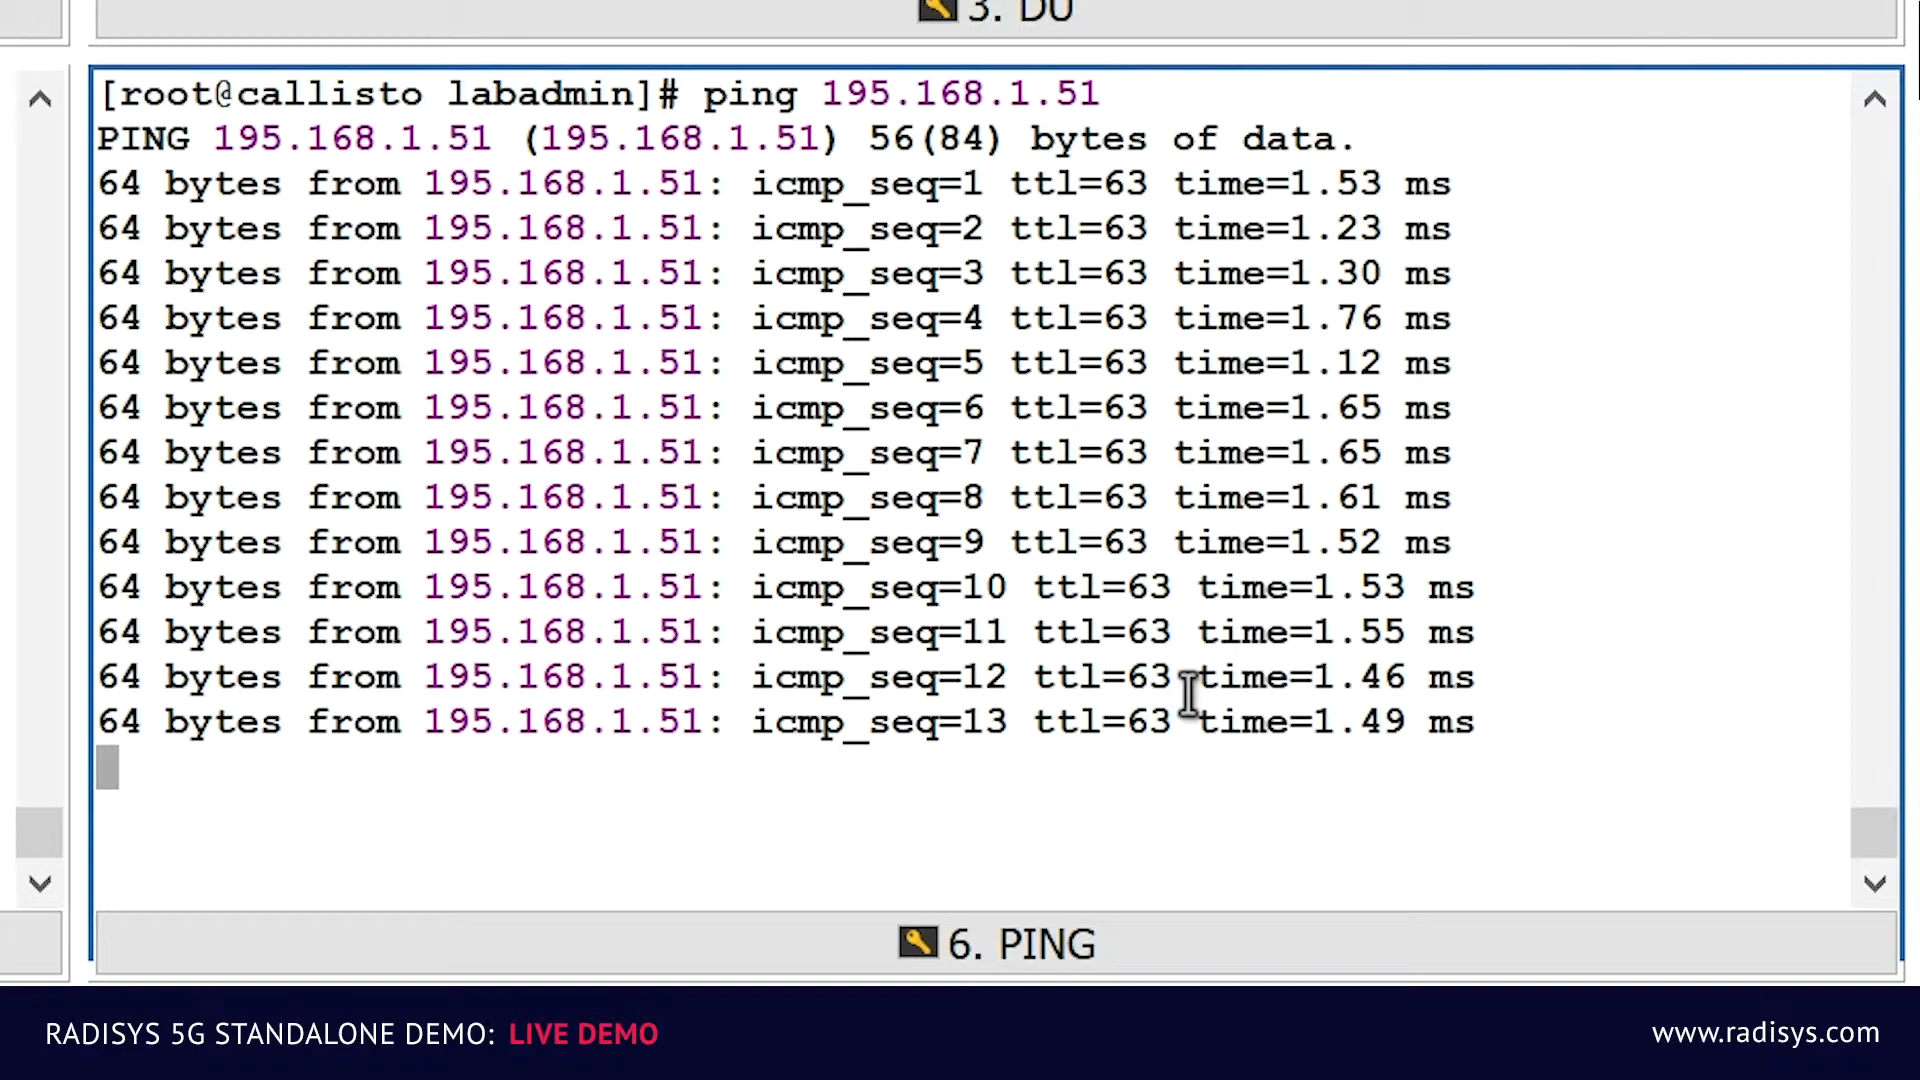 3. DU
[root@callisto labadmin]# ping 195.168.1.51
PING 195.168.1.51 (195.168.1.51) 56(84) bytes of data.
64 bytes from 195.168.1.51: icmp_seq=1 ttl=63 time=1.53 ms
64 bytes from 195.168.1.51: icmp_seq=2 ttl=63 time=1.23 ms
64 bytes from 195.168.1.51: icmp_seq=3 ttl=63 time=1.30 ms
64 bytes from 195.168.1.51: icmp_seq=4 ttl=63 time=1.76 ms
64 bytes from 195.168.1.51: icmp_seq=5 ttl=63 time=1.12 ms
64 bytes from 195.168.1.51: icmp_seq=6 ttl=63 time=1.65 ms
64 bytes from 195.168.1.51: icmp_seq=7 ttl=63 time=1.65 ms
64 bytes from 195.168.1.51: icmp_seq=8 ttl=63 time=1.61 ms
64 bytes from 195.168.1.51: icmp_seq=9 ttl=63 time=1.52 ms
64 bytes from 195.168.1.51: icmp_seq=10 ttl=63 time=1.53 ms
64 bytes from 195.168.1.51: icmp_seq=11 ttl=63 time=1.55 ms
64 bytes from 195.168.1.51: icmp_seq=12 ttl=63 time=1.46 ms
64 bytes from 195.168.1.51: icmp_seq=13 ttl=63 time=1.49 ms
6. PING
RADISYS 5G STANDALONE DEMO: LIVE DEMO
www.radisys.com